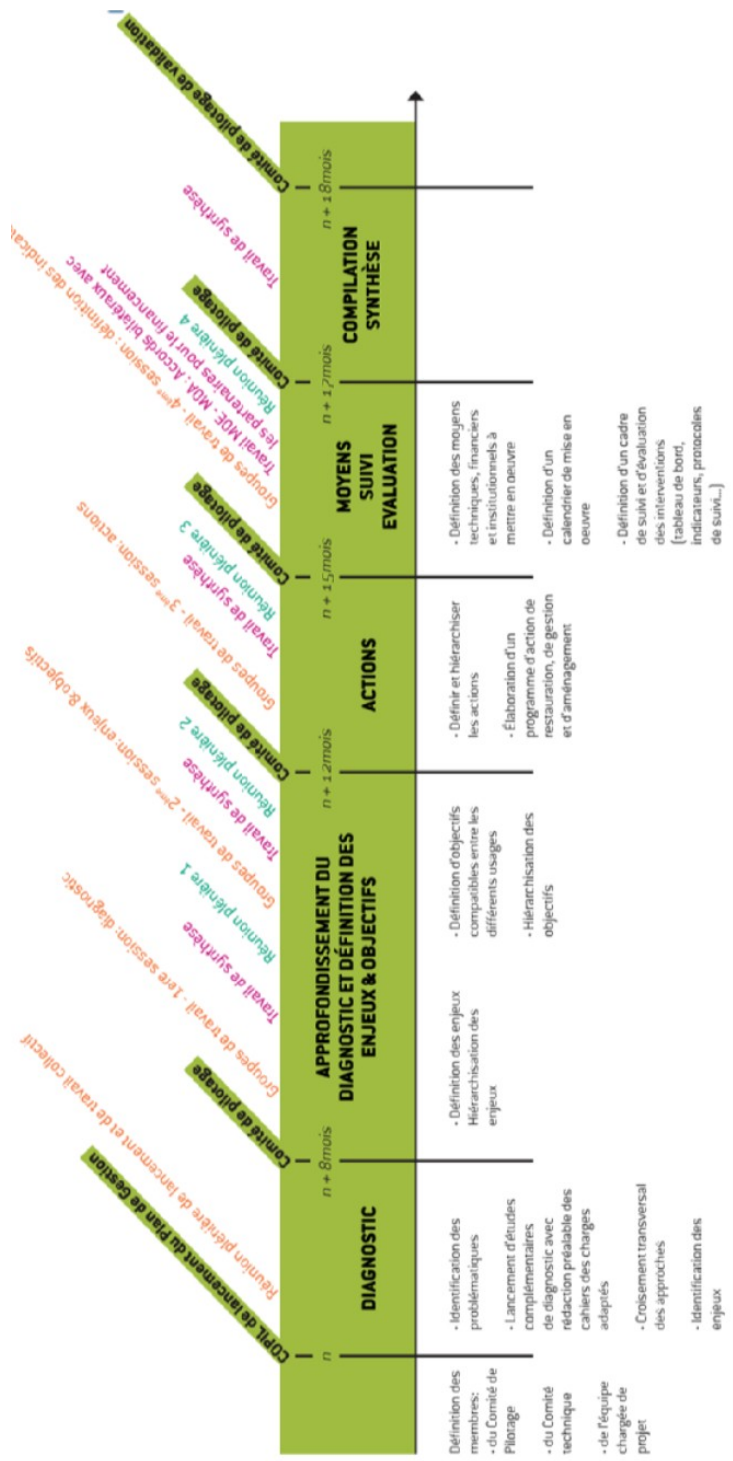 COPIL de lancement du Plan de Gestion
Réunion plénière de lancement et de travail collectif
Comité de pilotage
Groupes de travail - 1ere session: diagnostic
Travail de synthèse
Réunion plénière 1
Groupes de travail - 2ème session: enjeux & objectifs
Travail de synthèse
Réunion plénière 2
Comité de pilotage
Groupes de travail - 3ème session: actions
Travail de synthèse
Réunion plénière 3
Comité de pilotage
Groupes de travail - 4ème session : définition des
Travail MOE - MOA : Accords bilatéraux avec
les partenaires pour le financement
Réunion plénière 4
Comité de pilotage
Travail de synthèse
Comité de pilotage de validation
n
n + 8mois
n + 12mois
n + 15mois
n + 17mois
n + 18mois
DIAGNOSTIC
APPROFONDISSEMENT DU
DIAGNOSTIC ET DÉFINITION DES
ENJEUX & OBJECTIFS
ACTIONS
MOYENS
SUIVI
EVALUATION
COMPILATION
SYNTHÈSE
Définition des
membres:
- du Comité de
Pilotage
- du Comité
technique
- de l'équipe
chargée de
projet
- Identification des
problématiques
- Lancement d'études
complémentaires
de diagnostic avec
rédaction préalable des
cahiers des charges
adaptés
- Croisement transversal
des approches
- Identification des
enjeux
- Définition des enjeux
Hiérarchisation des
enjeux
- Définition d'objectifs
compatibles entre les
différents usages
- Hiérarchisation des
objectifs
- Définir et hiérarchiser
les actions
- Élaboration d'un
programme d'action de
restauration, de gestion
et d'aménagement
- Définition des moyens
techniques, financiers
et institutionnels à
mettre en oeuvre
- Définition d'un
calendrier de mise en
oeuvre
- Définition d'un cadre
de suivi et d'évaluation
des interventions
(tableau de bord,
indicateurs, protocoles
de suivi...)